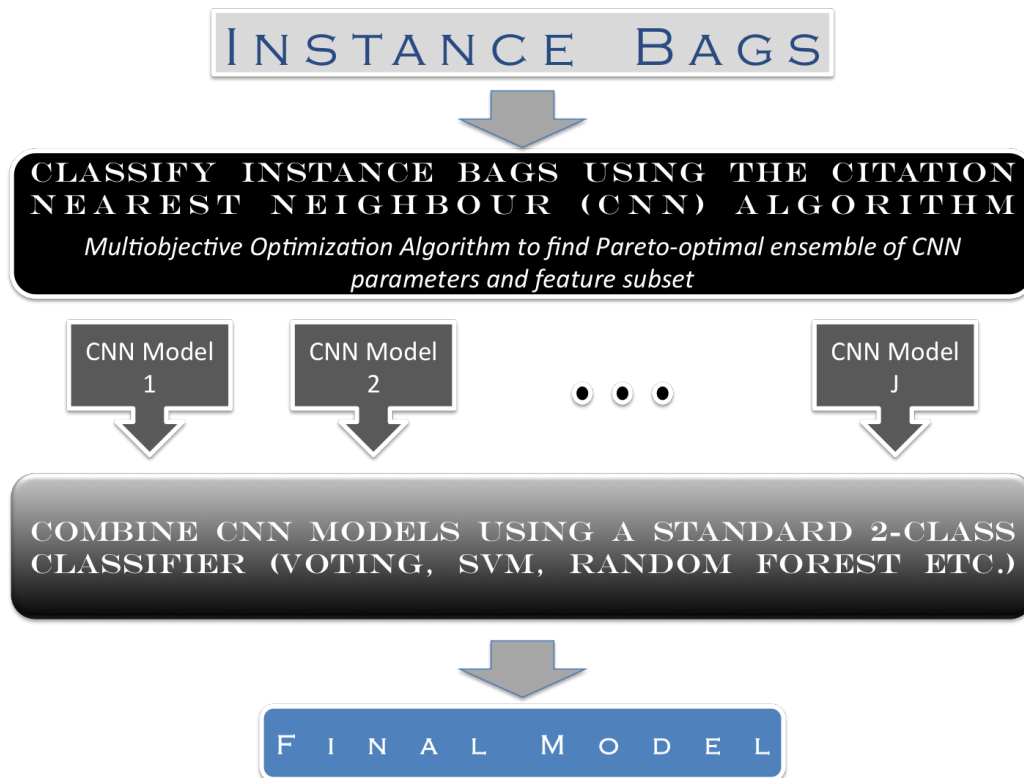 INSTANCE BAGS
CLASSIFY INSTANCE BAGS USING THE CITATION
NEAREST NEIGHBOUR (CNN) ALGORITHM
Multiobjective Optimization Algorithm to find Pareto-optimal ensemble of CNN
parameters and feature subset
CNN Model
1
CNN Model
2
• • •
CNN Model
J
COMBINE CNN MODELS USING A STANDARD 2-CLASS
CLASSIFIER (VOTING, SVM, RANDOM FOREST ETC.)
FINAL MODEL